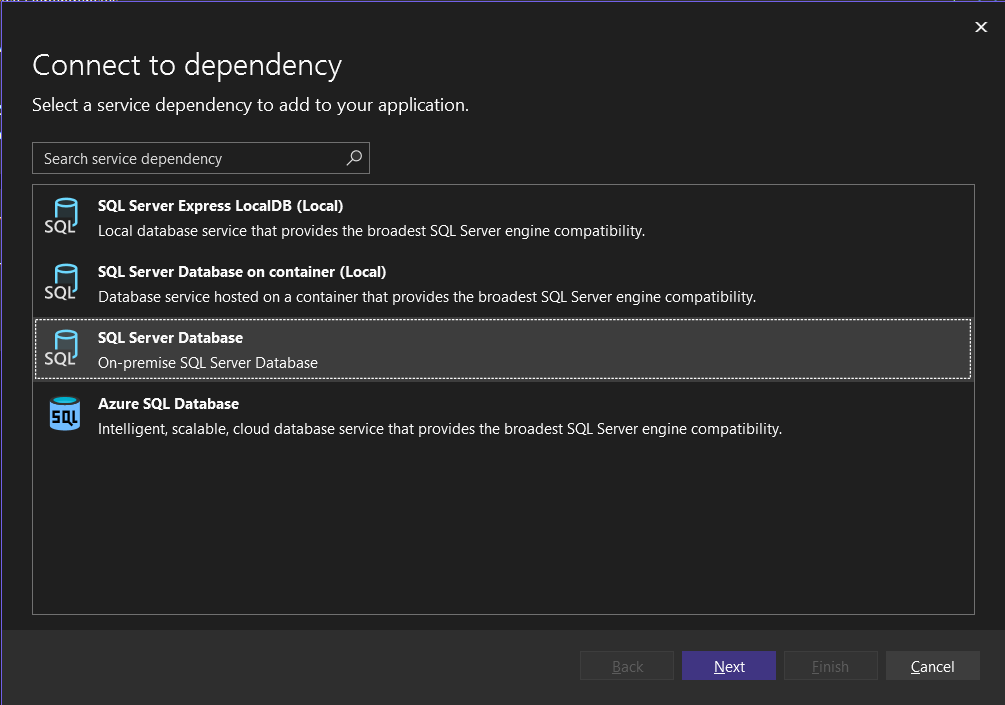 Connect to dependency
Select a service dependency to add to your application.
Search service dependency
SQL
SQL Server Express LocalDB (Local)
Local database service that provides the broadest SQL Server engine compatibility.
SQL
SQL Server Database on container (Local)
Database service hosted on a container that provides the broadest SQL Server engine compatibility.
SQL
SQL Server Database
On-premise SQL Server Database
SQL
Azure SQL Database
Intelligent, scalable, cloud database service that provides the broadest SQL Server engine compatibility.
Back Next Finish Cancel